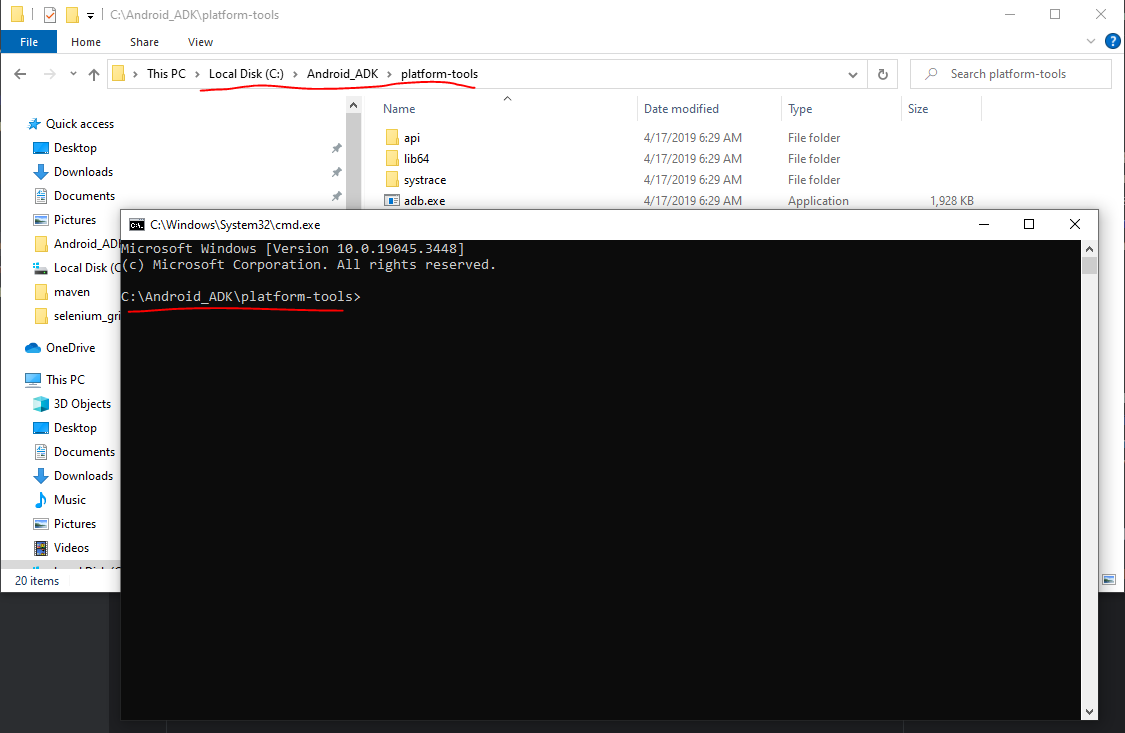 C:\Android_ADK\platform-tools
File Home Share View
This PC > Local Disk (C:) > Android_ADK > platform-tools
Search platform-tools
Name Date modified Type Size
Quick access
Desktop
Downloads
Documents
Pictures
Local Disk (C
maven
OneDrive
This PC
3D Objects
Desktop
Documents
Downloads
Music
Pictures
Videos
20 items
api 4/17/2019 6:29 AM File folder
lib64 4/17/2019 6:29 AM File folder
systrace 4/17/2019 6:29 AM File folder
adb.exe 4/17/2019 6:29 AM Application 1,928 KB
C:\Windows\System32\cmd.exe
Microsoft Windows [Version 10.0.19045.3448]
(c) Microsoft Corporation. All rights reserved.
C:\Android_ADK\platform-tools>